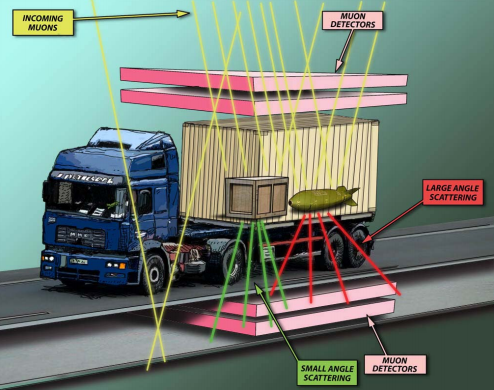 INCOMING
MUONS
MUON
DETECTORS
LARGE ANGLE
SCATTERING
SMALL ANGLE
SCATTERING
MUON
DETECTORS